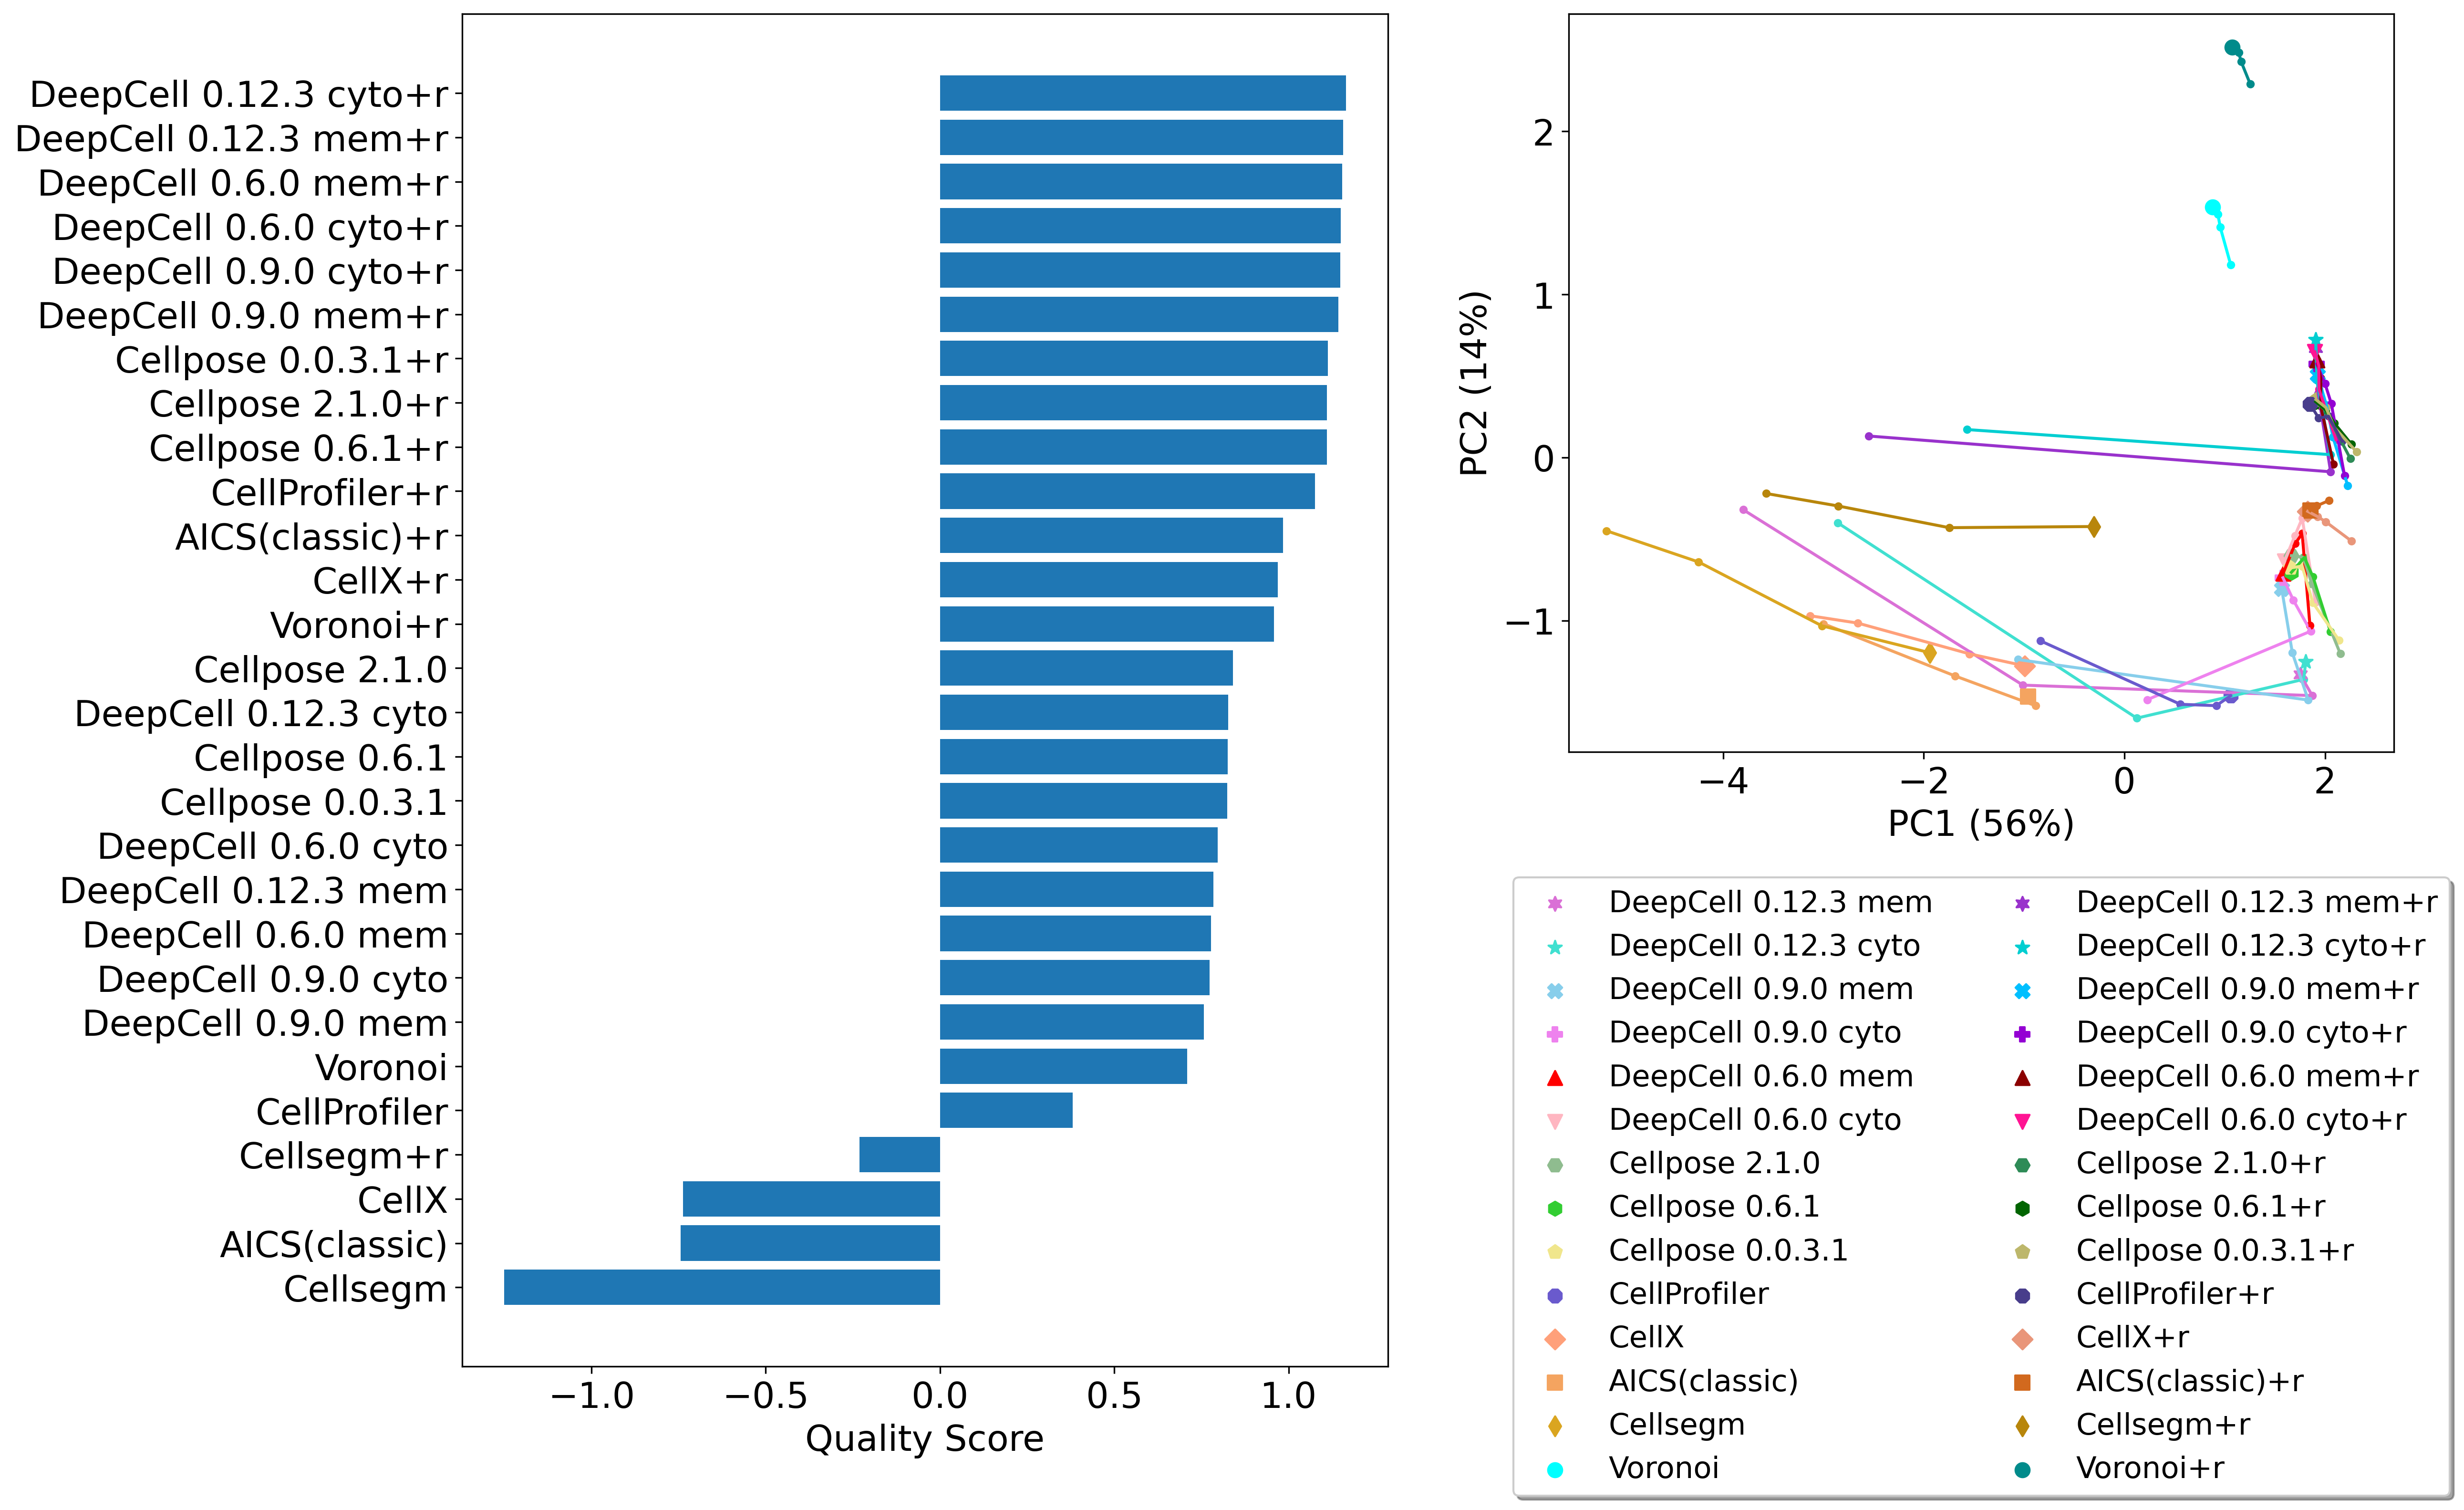 DeepCell 0.12.3 cyto+r
DeepCell 0.12.3 mem+r
DeepCell 0.6.0 mem+r
DeepCell 0.6.0 cyto+r
DeepCell 0.9.0 cyto+r
DeepCell 0.9.0 mem+r
Cellpose 0.0.3.1+r
Cellpose 2.1.0+r
Cellpose 0.6.1+r
CellProfiler+r
AICS(classic)+r
CellX+r
Voronoi+r
Cellpose 2.1.0
DeepCell 0.12.3 cyto
Cellpose 0.6.1
Cellpose 0.0.3.1
DeepCell 0.6.0 cyto
DeepCell 0.12.3 mem
DeepCell 0.6.0 mem
DeepCell 0.9.0 cyto
DeepCell 0.9.0 mem
Voronoi
CellProfiler
Cellsegm+r
CellX
AICS(classic)
Cellsegm
−1.0 −0.5 0.0 0.5 1.0
Quality Score
PC2 (14%)
2
1
0
−1
−4 −2 0 2
PC1 (56%)
DeepCell 0.12.3 mem
DeepCell 0.12.3 cyto
DeepCell 0.9.0 mem
DeepCell 0.9.0 cyto
DeepCell 0.6.0 mem
DeepCell 0.6.0 cyto
Cellpose 2.1.0
Cellpose 0.6.1
Cellpose 0.0.3.1
CellProfiler
CellX
AICS(classic)
Cellsegm
Voronoi
DeepCell 0.12.3 mem+r
DeepCell 0.12.3 cyto+r
DeepCell 0.9.0 mem+r
DeepCell 0.9.0 cyto+r
DeepCell 0.6.0 mem+r
DeepCell 0.6.0 cyto+r
Cellpose 2.1.0+r
Cellpose 0.6.1+r
Cellpose 0.0.3.1+r
CellProfiler+r
CellX+r
AICS(classic)+r
Cellsegm+r
Voronoi+r